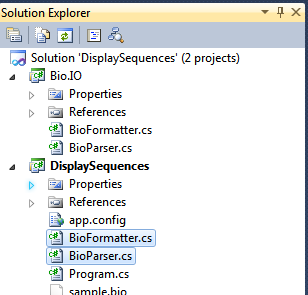 Solution Explorer
Solution 'DisplaySequences' (2 projects)
Bio.IO
Properties
References
BioFormatter.cs
BioParser.cs
DisplaySequences
Properties
References
app.config
BioFormatter.cs
BioParser.cs
Program.cs
sample.bio